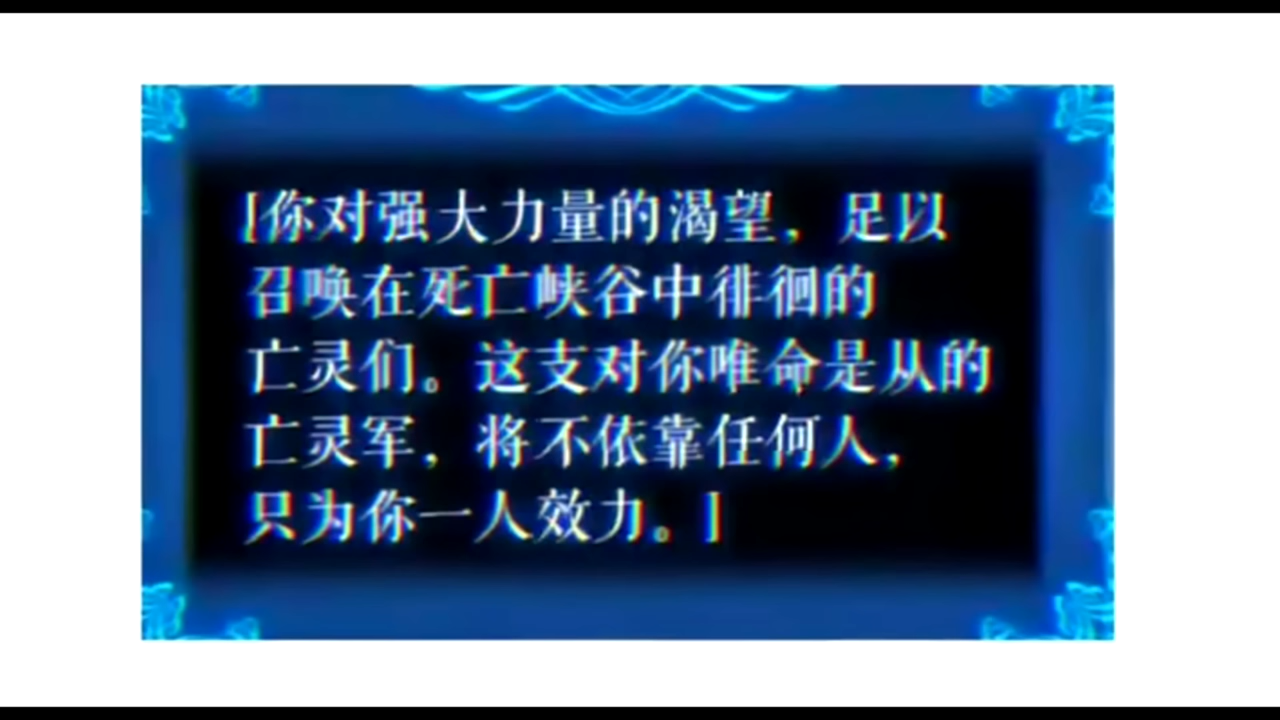 [你对强大力量的渴望，足以
召唤在死亡峡谷中徘徊的
亡灵们。这支对你唯命是从的
亡灵军，将不依靠任何人，
只为你一人效力。]